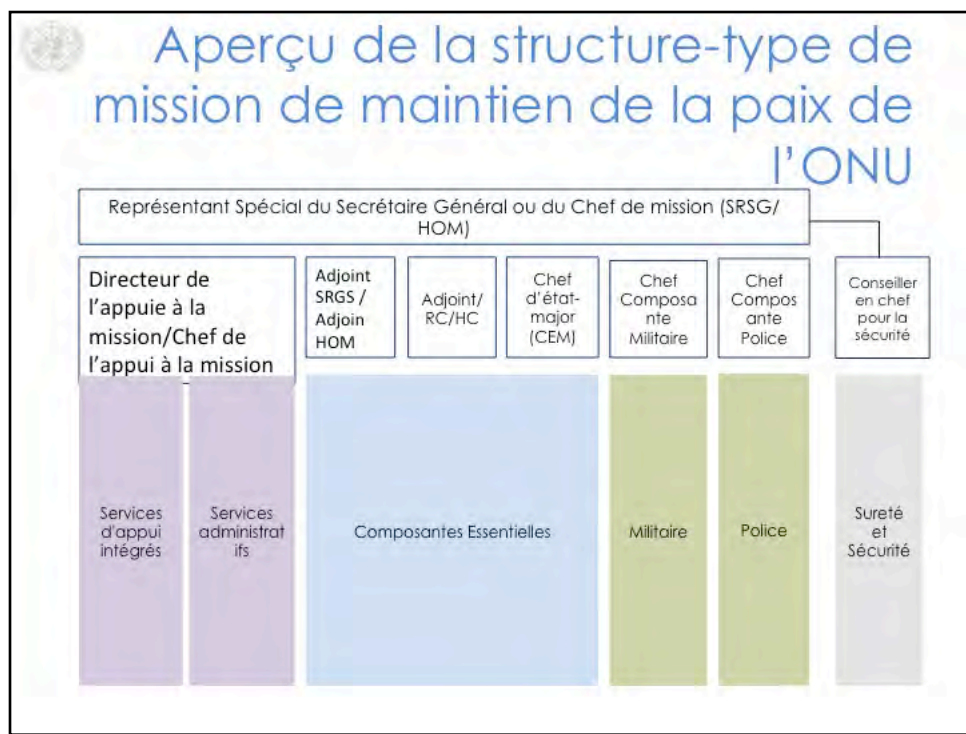 Aperçu de la structure-type de
mission de maintien de la paix de
l'ONU
Représentant Spécial du Secrétaire Général ou du Chef de mission (SRSG/
HOM)
Directeur de
l'appuie à la
mission/Chef de
l'appui à la mission
Adjoint
SRGS /
Adjoin
HOM
Adjoint/
RC/HC
Chef
d'état-
major
(CEM)
Chef
Composa
nte
Militaire
Chef
Compos
ante
Police
Conseiller
en chef
pour la
sécurité
Services
d'appui
intégrés
Services
administrat
ifs
Composantes Essentielles
Militaire
Police
Sureté
et
Sécurité